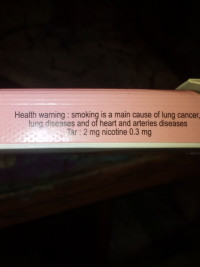 Health warning : smoking is a main cause of lung cancer,
lung diseases and of heart and arteries diseases
Tar : 2 mg nicotine 0.3 mg